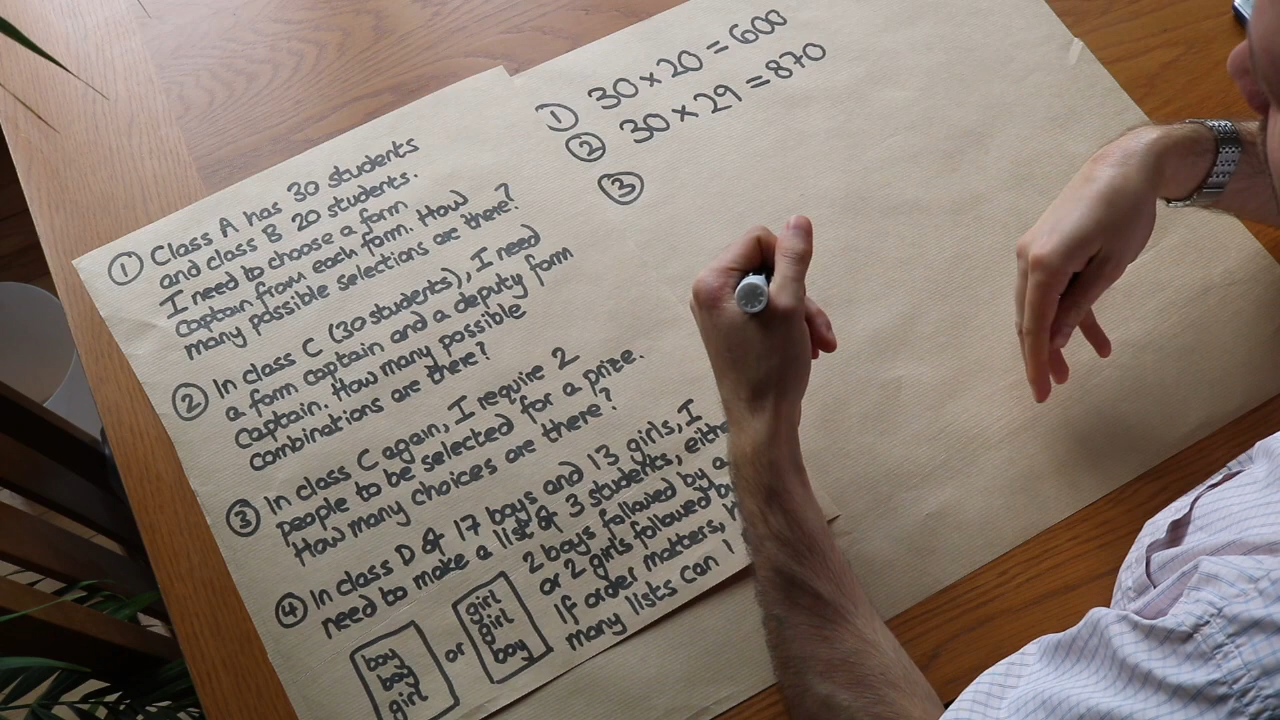 ① Class A has 30 students
and class B 20 students.
I need to choose a form
captain from each form. How
many possible selections are there?
② In class C (30 students), I need
a form captain and a deputy form
captain. How many possible
combinations are there?
③ In class C again, I require 2
people to be selected for a prize.
How many choices are there?
④ In class D of 17 boys and 13 girls, I
need to make a list of 3 students,
2 boys followed by a
or 2 girls followed
If order matters,
many lists can I
boy
boy
girl
or
girl
girl
boy
① 30 × 20 = 600
② 30 × 29 = 870
③